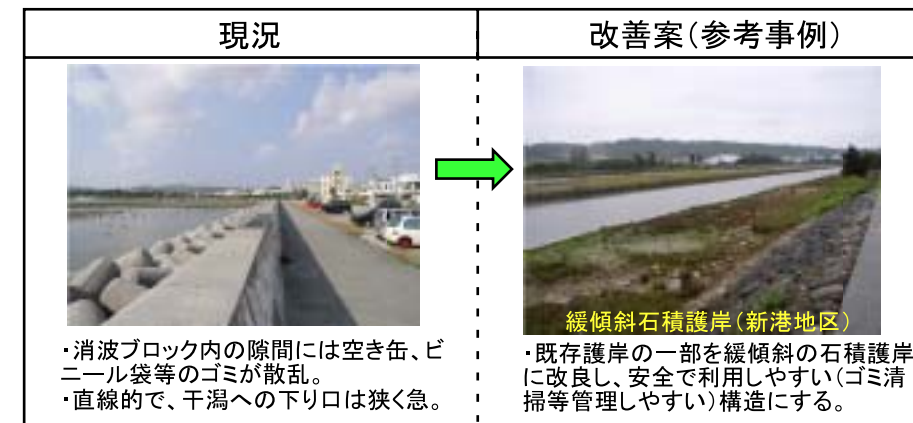 現況
改善案(参考事例)
緩傾斜石積護岸(新港地区)
・消波ブロック内の隙間には空き缶、ビ
ニール袋等のゴミが散乱。
・直線的で、干潟への下り口は狭く急。
・既存護岸の一部を緩傾斜の石積護岸
に改良し、安全で利用しやすい(ゴミ清
掃等管理しやすい)構造にする。